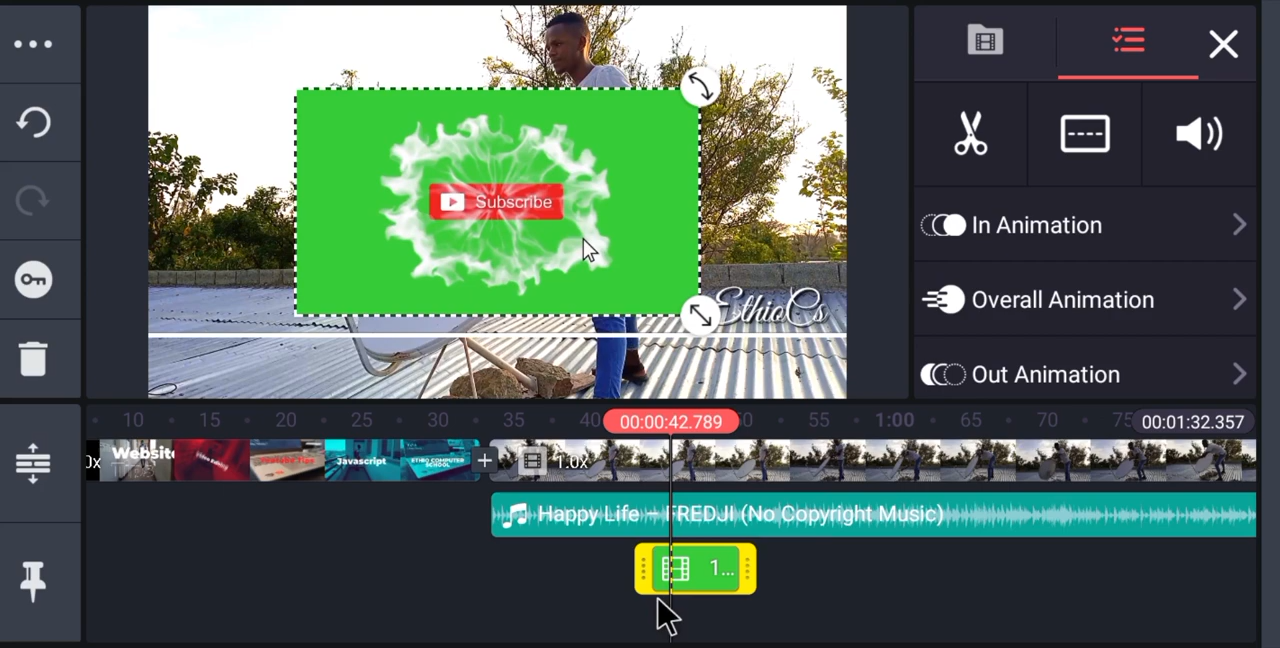 Subscribe
EthioCs
In Animation
Overall Animation
Out Animation
10 15 20 25 30 35 40 00:00:42.789 55 1:00 65 70 00:01:32.357
Javascript
ETHIO COMPUTER
SCHOOL
1.0x
Happy Life – FREDJI (No Copyright Music)
1...